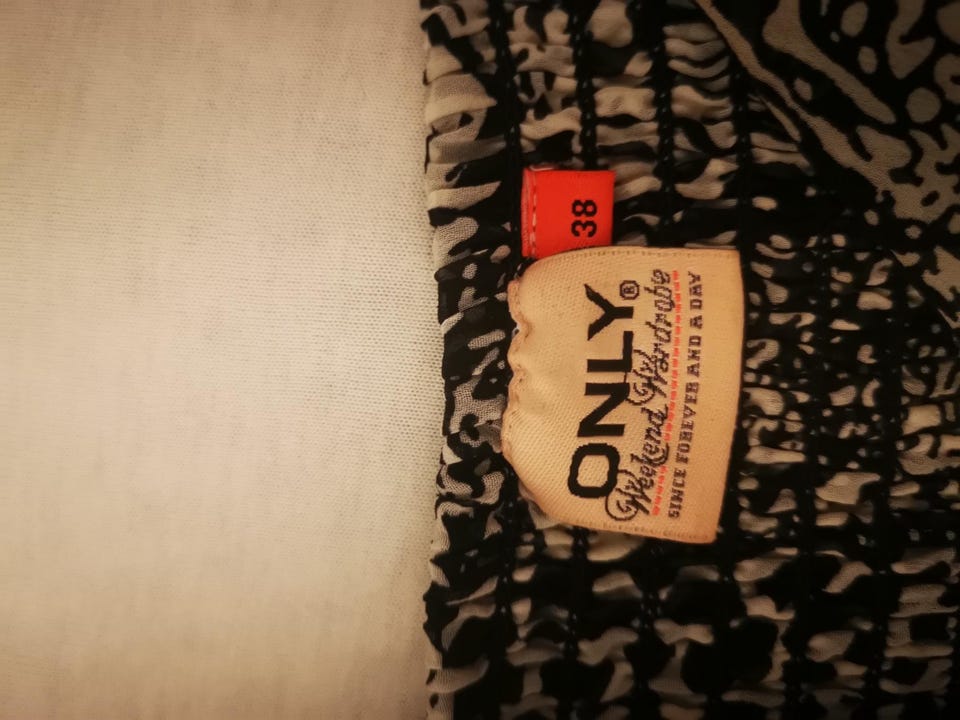 38
ONLY®
Weekend Wardrobe
SINCE FOREVER AND A DAY